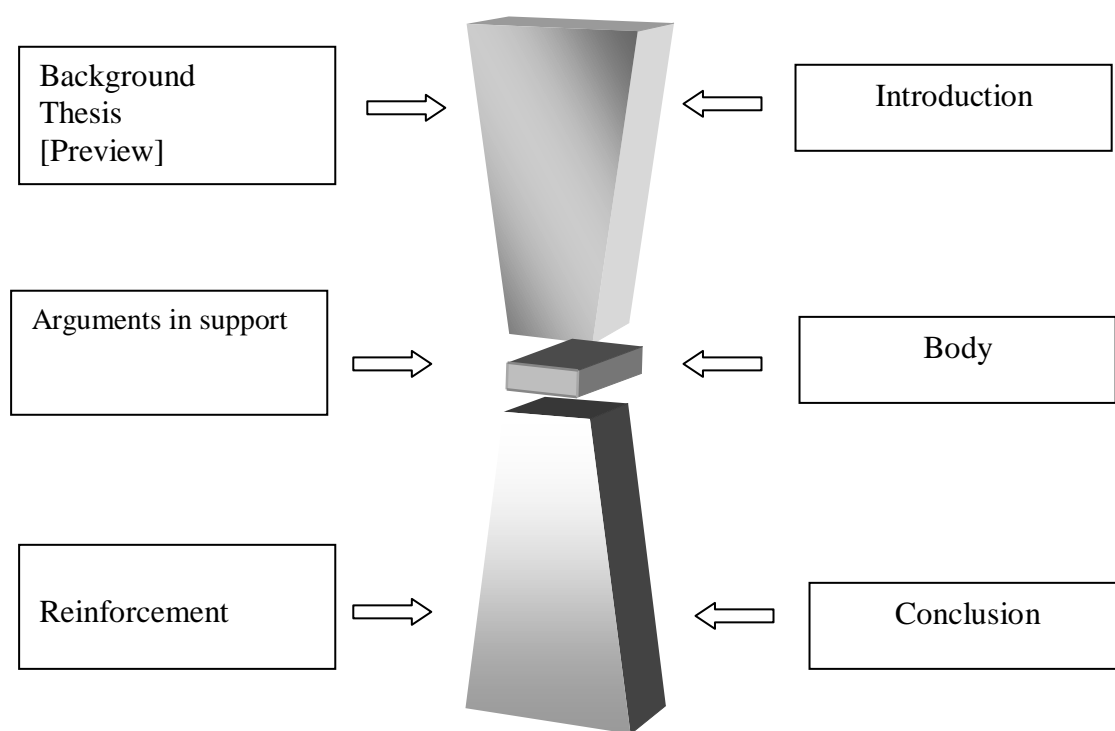 Background
Thesis
[Preview]
Introduction
Arguments in support
Body
Reinforcement
Conclusion